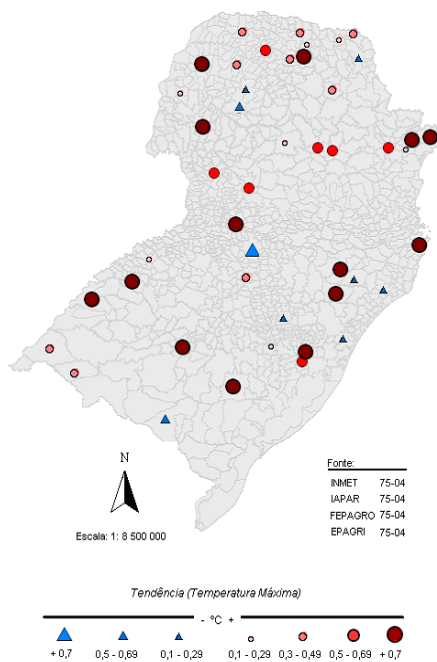 N
Escala: 1: 8 500 000
Fonte:
INMET 75-04
IAPAR 75-04
FEPAGRO 75-04
EPAGRI 75-04
Tendência (Temperatura Máxima)
- ºC +
+ 0,7 0,5 - 0,69 0,1 - 0,29 0,1 - 0,29 0,3 - 0,49 0,5 - 0,69 + 0,7